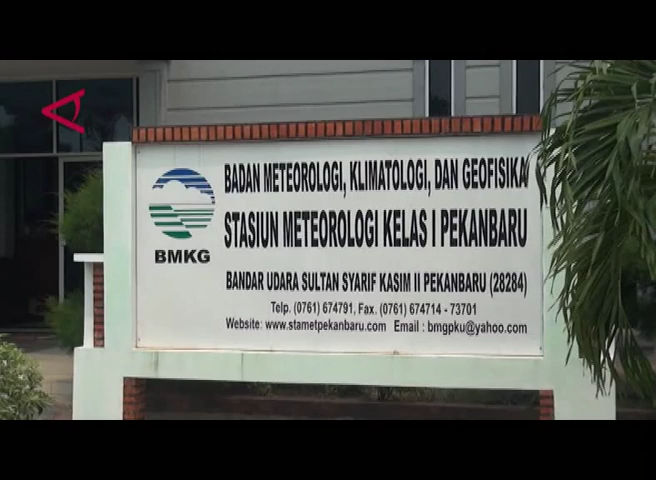 BADAN METEOROLOGI, KLIMATOLOGI, DAN GEOFISIKA
STASIUN METEOROLOGI KELAS I PEKANBARU
BMKG
BANDAR UDARA SULTAN SYARIF KASIM II PEKANBARU (28284)
Telp. (0761) 674791, Fax. (0761) 674714 - 73701
Website: www.stametpekanbaru.com Email : bmgpku@yahoo.com